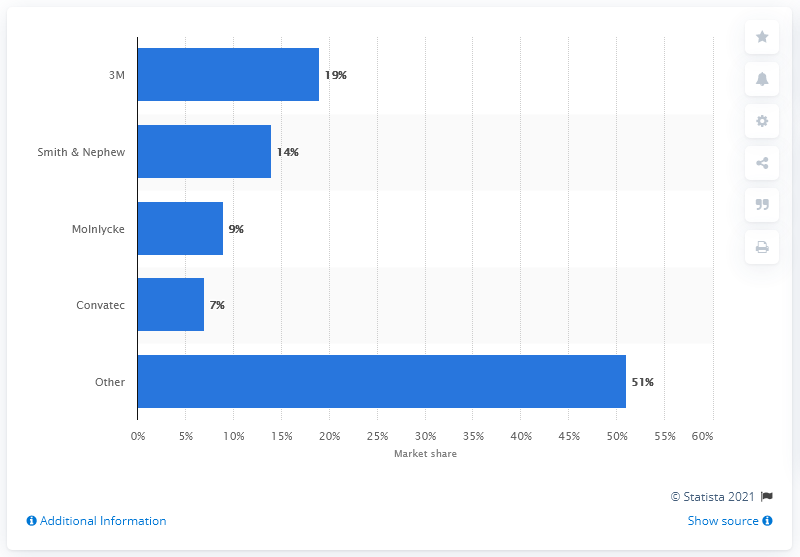 3M 19%
Smith & Nephew 14%
Molnlycke 9%
Convatec 7%
Other 51%
0% 5% 10% 15% 20% 25% 30% 35% 40% 45% 50% 55% 60%
Market share
© Statista 2021
Additional Information Show source